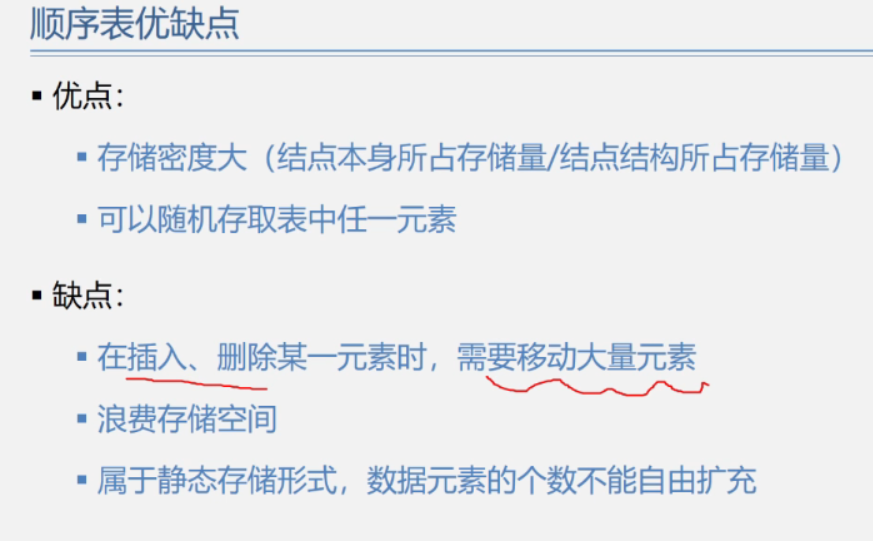 顺序表优缺点
▪ 优点：
▪ 存储密度大（结点本身所占存储量/结点结构所占存储量）
▪ 可以随机存取表中任一元素
▪ 缺点：
▪ 在插入、删除某一元素时，需要移动大量元素
▪ 浪费存储空间
▪ 属于静态存储形式，数据元素的个数不能自由扩充